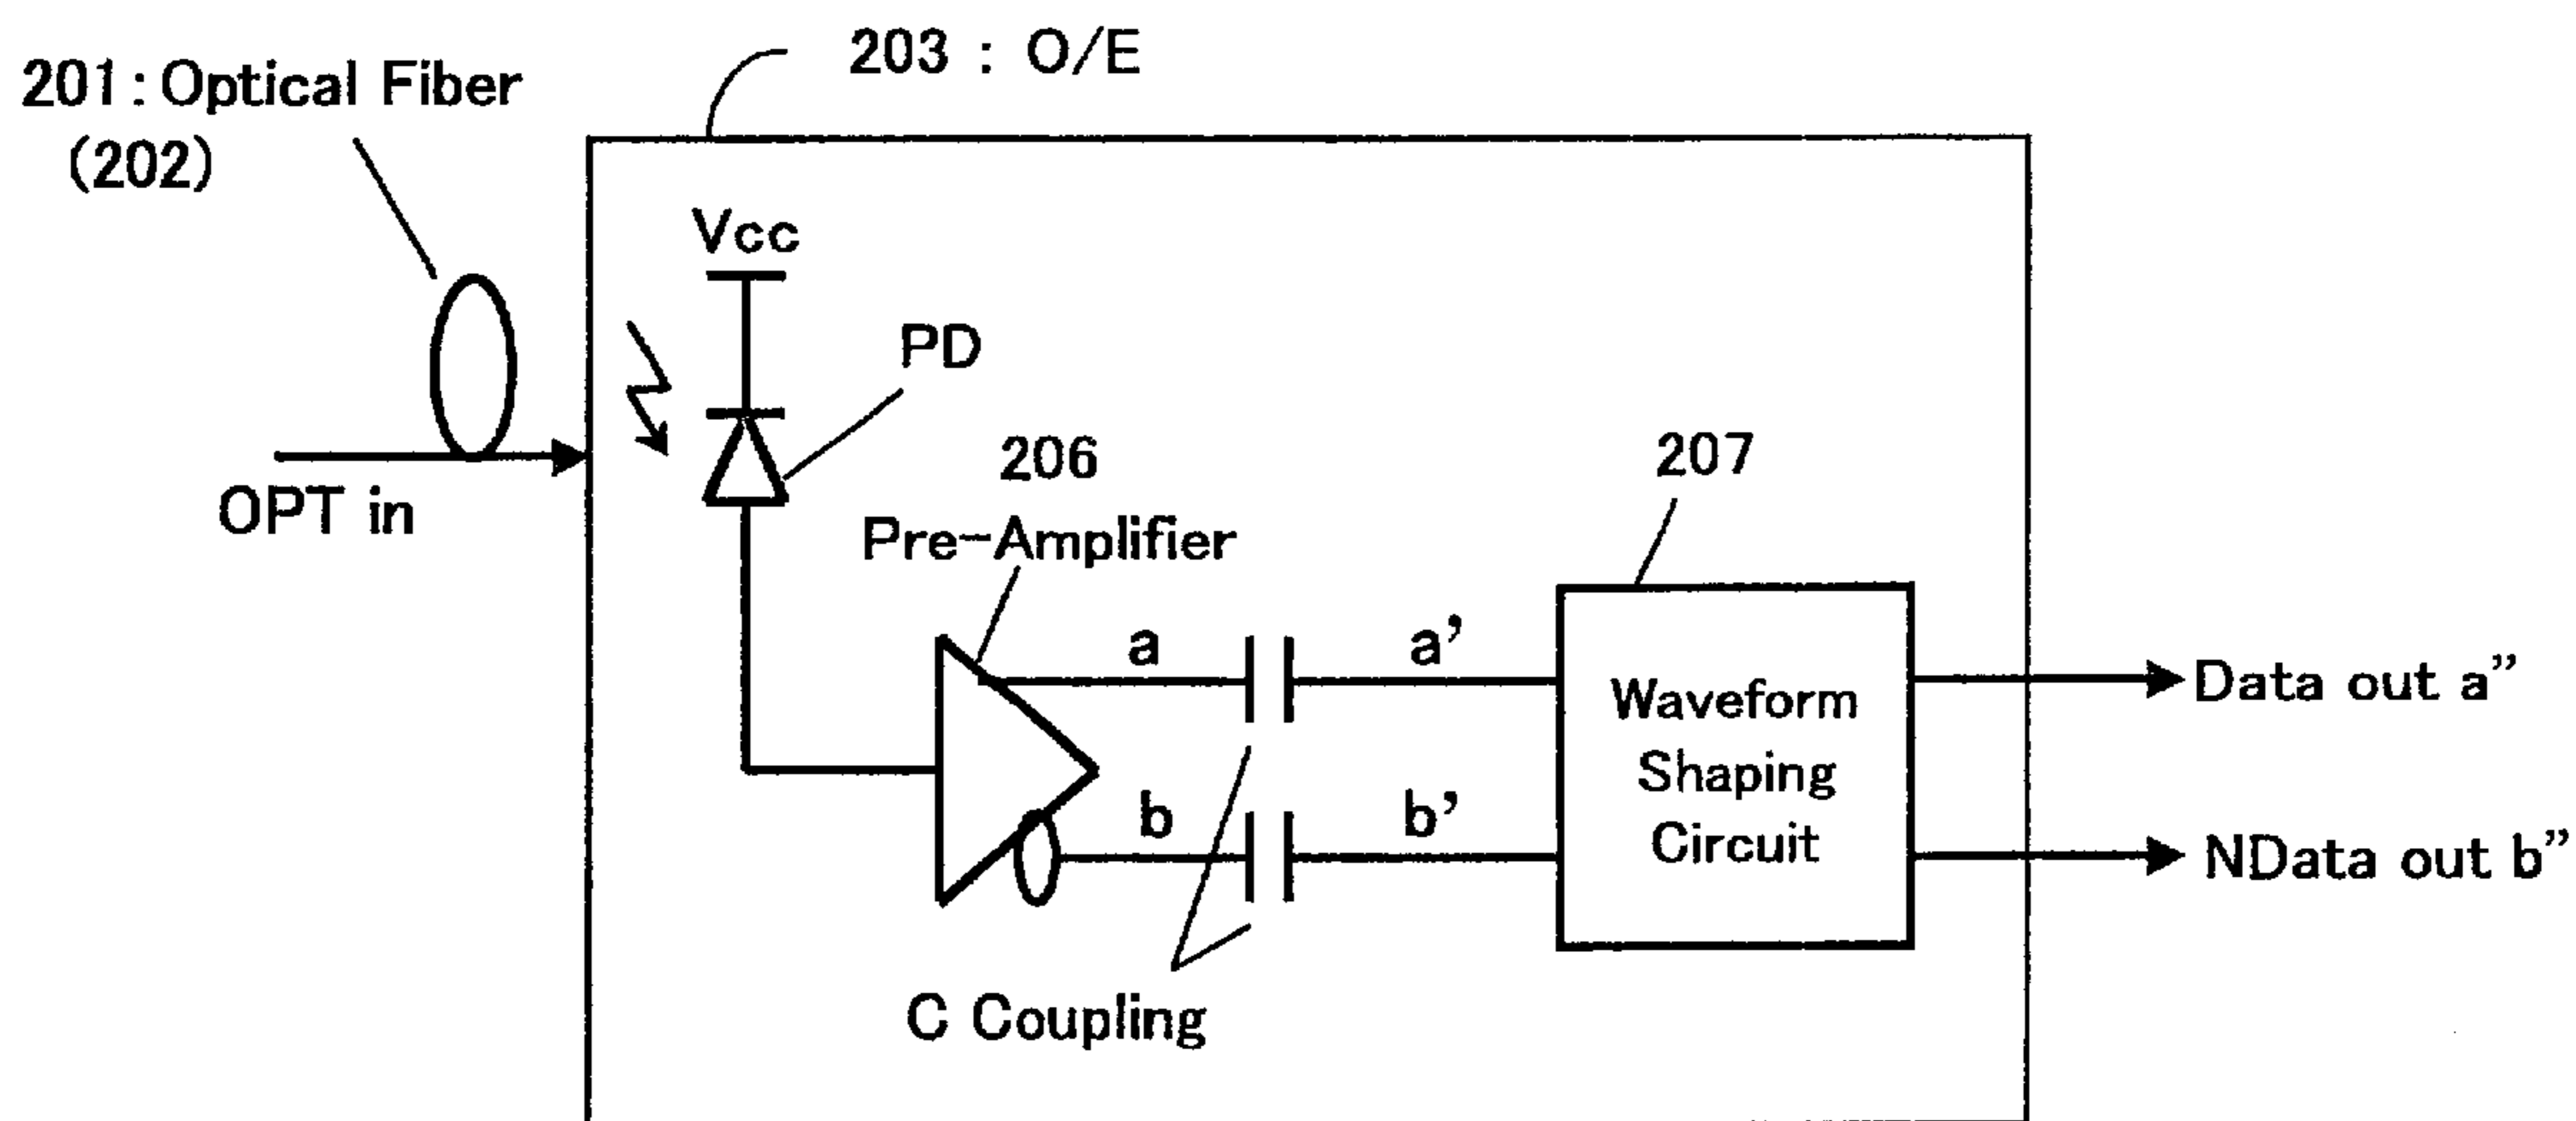 203 : O/E
201 : Optical Fiber
(202)
Vcc
PD
OPT in
206
Pre-Amplifier
207
a
a’
b
b’
Waveform
Shaping
Circuit
Data out a”
NData out b”
C Coupling